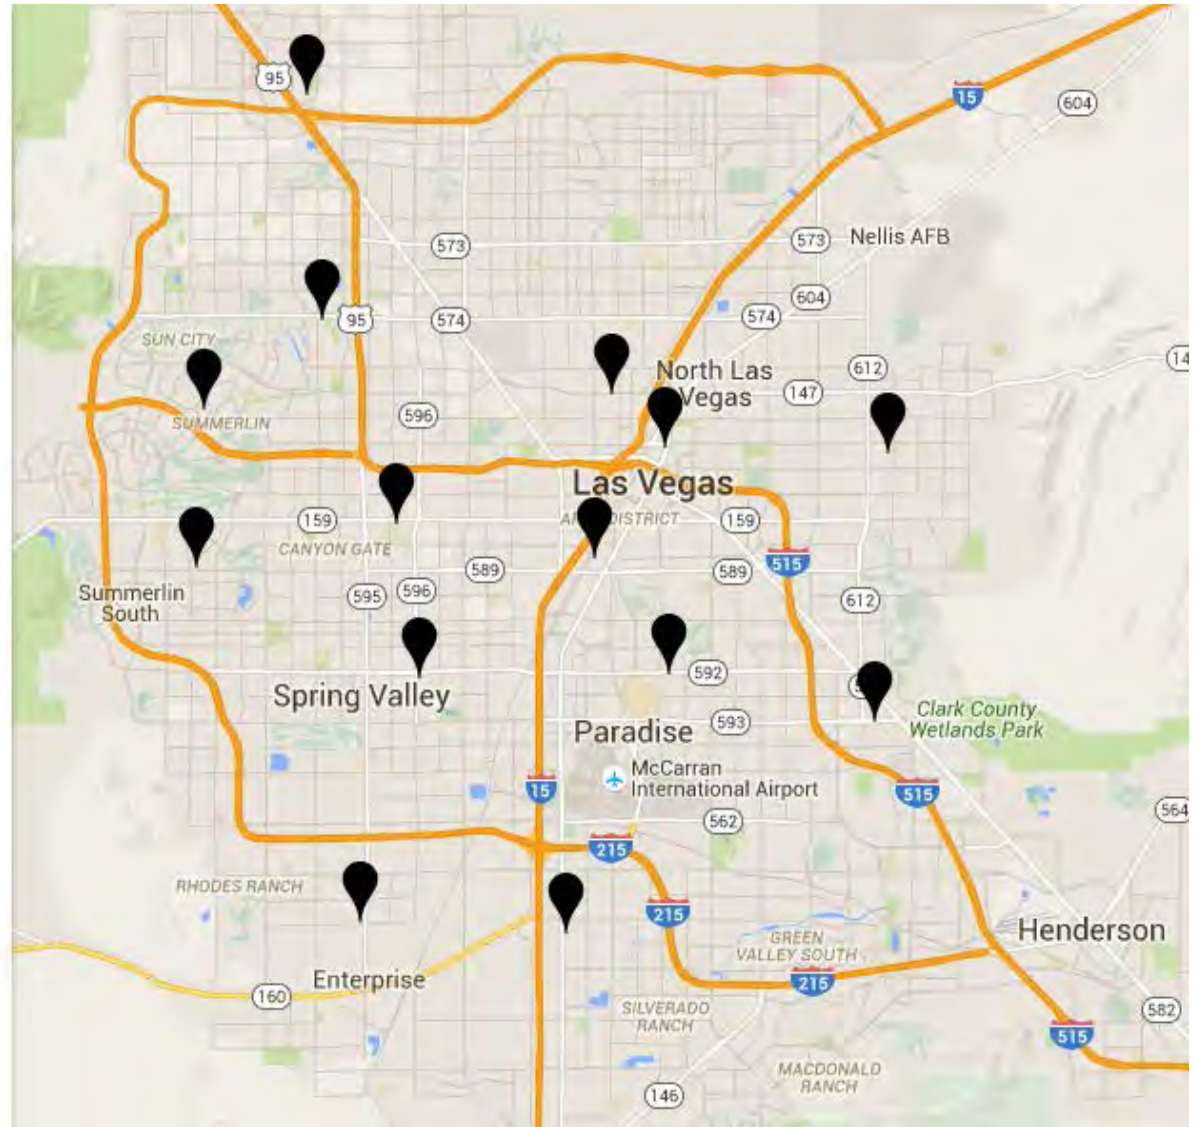 95
15
604
573
573
Nellis AFB
604
95
574
574
SUN CITY
14
612
North Las
Vegas
147
596
SUMMERLIN
Las Vegas
159
DISTRICT
159
CANYON GATE
515
589
589
Summerlin
South
595
596
612
592
Spring Valley
Clark County
Wetlands Park
593
Paradise
McCarran
International Airport
15
515
564
562
215
RHODES RANCH
215
Henderson
GREEN
VALLEY SOUTH
Enterprise
215
160
SILVERADO
RANCH
582
515
MACDONALD
RANCH
146